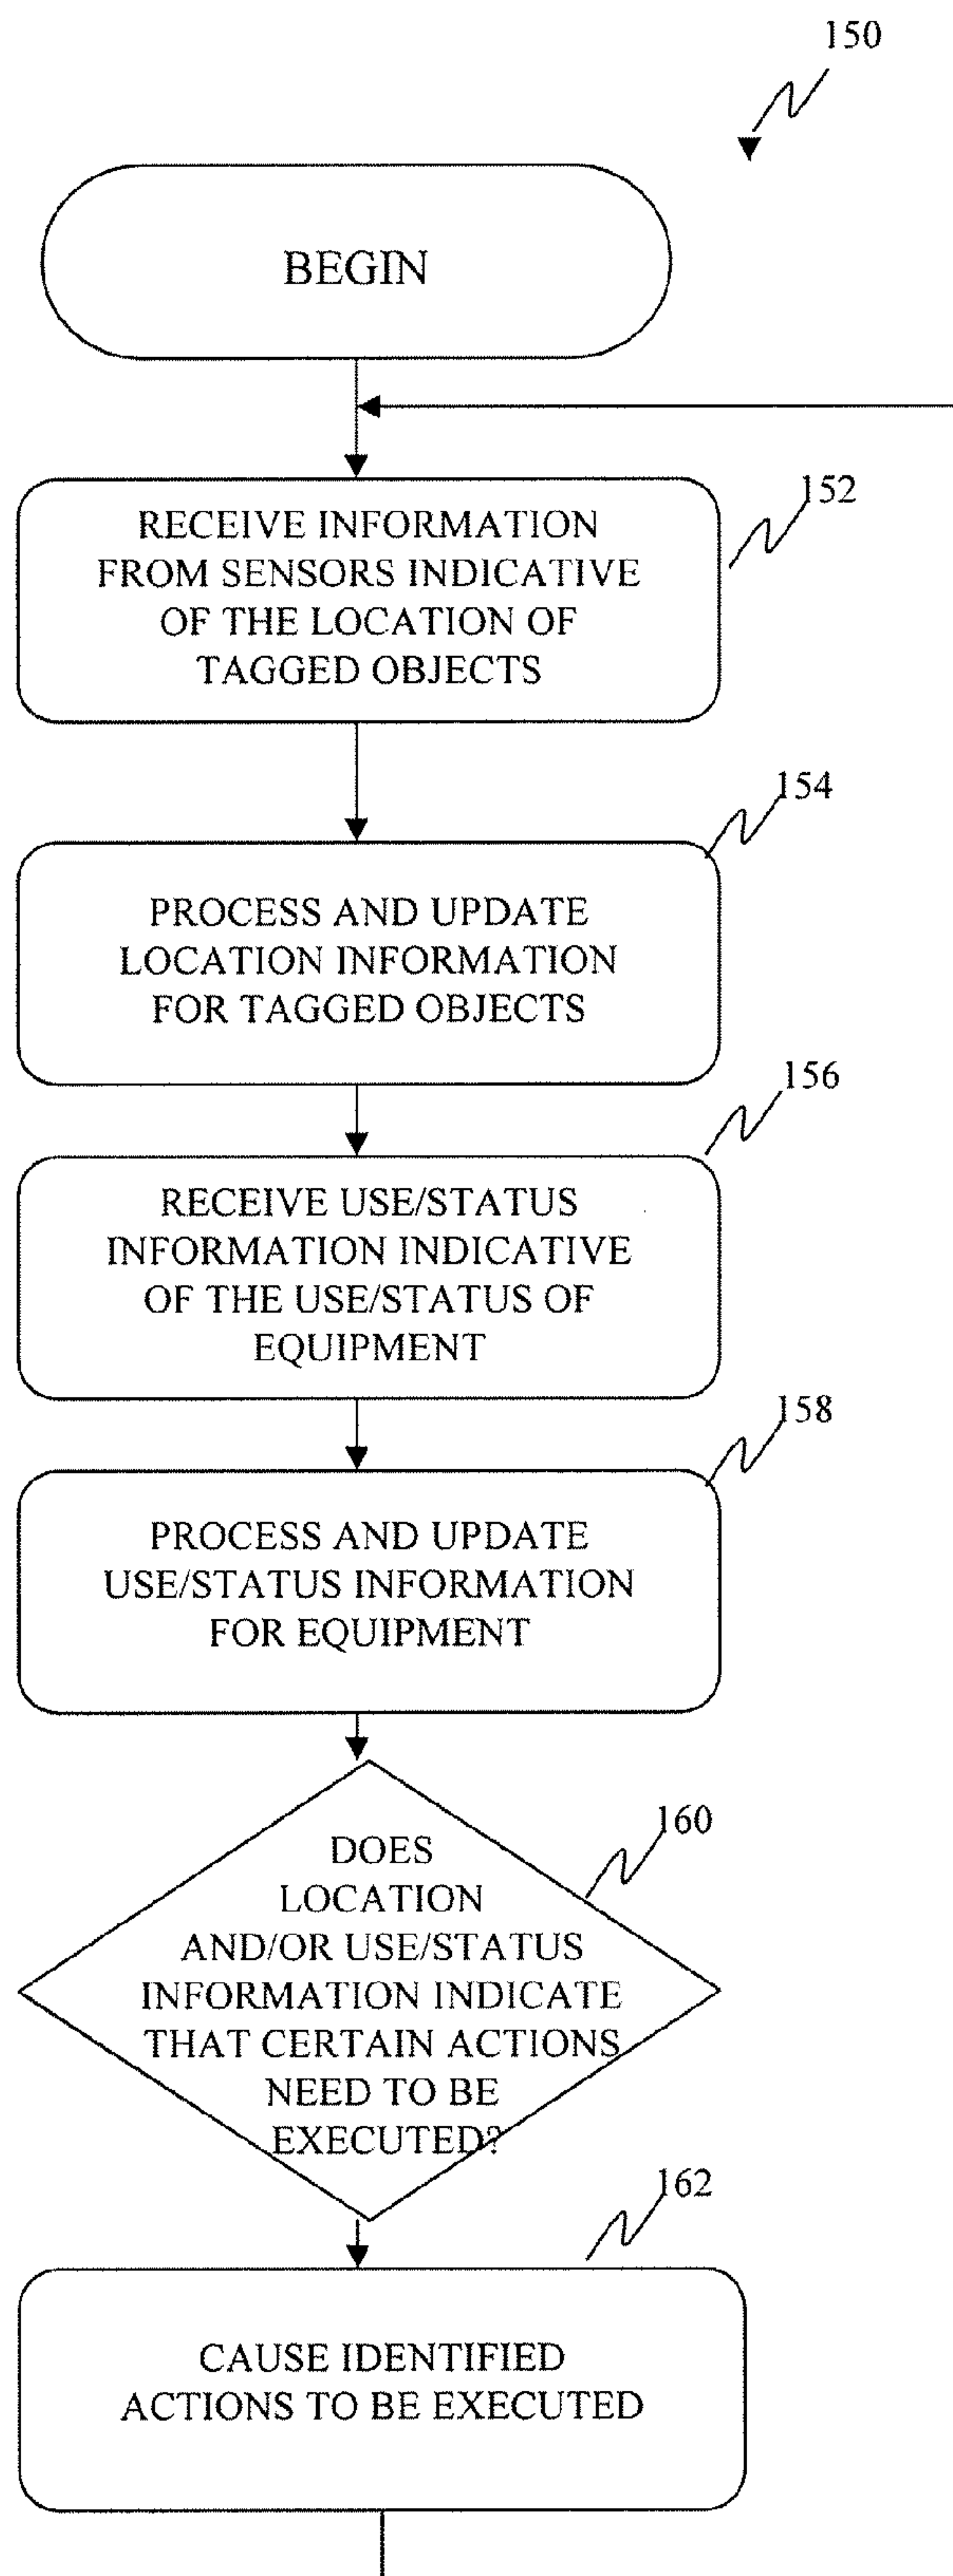 150
BEGIN
152
RECEIVE INFORMATION
FROM SENSORS INDICATIVE
OF THE LOCATION OF
TAGGED OBJECTS
154
PROCESS AND UPDATE
LOCATION INFORMATION
FOR TAGGED OBJECTS
156
RECEIVE USE/STATUS
INFORMATION INDICATIVE
OF THE USE/STATUS OF
EQUIPMENT
158
PROCESS AND UPDATE
USE/STATUS INFORMATION
FOR EQUIPMENT
160
DOES
LOCATION
AND/OR USE/STATUS
INFORMATION INDICATE
THAT CERTAIN ACTIONS
NEED TO BE
EXECUTED?
162
CAUSE IDENTIFIED
ACTIONS TO BE EXECUTED